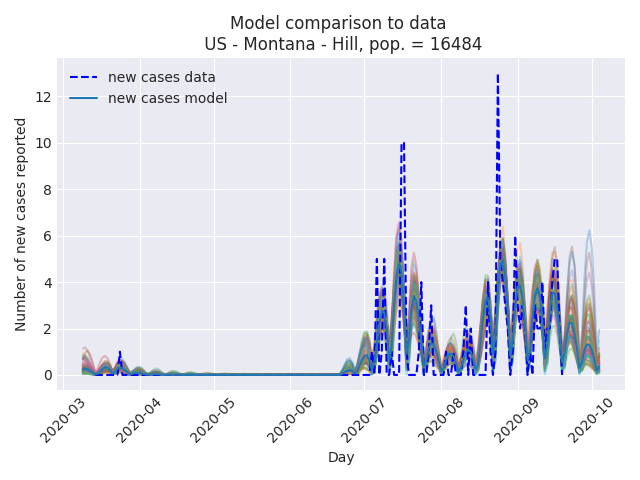 Model comparison to data
US - Montana - Hill, pop. = 16484
new cases data
new cases model
Number of new cases reported
12
10
8
6
4
2
0
2020-03
2020-04
2020-05
2020-06
2020-07
2020-08
2020-09
2020-10
Day